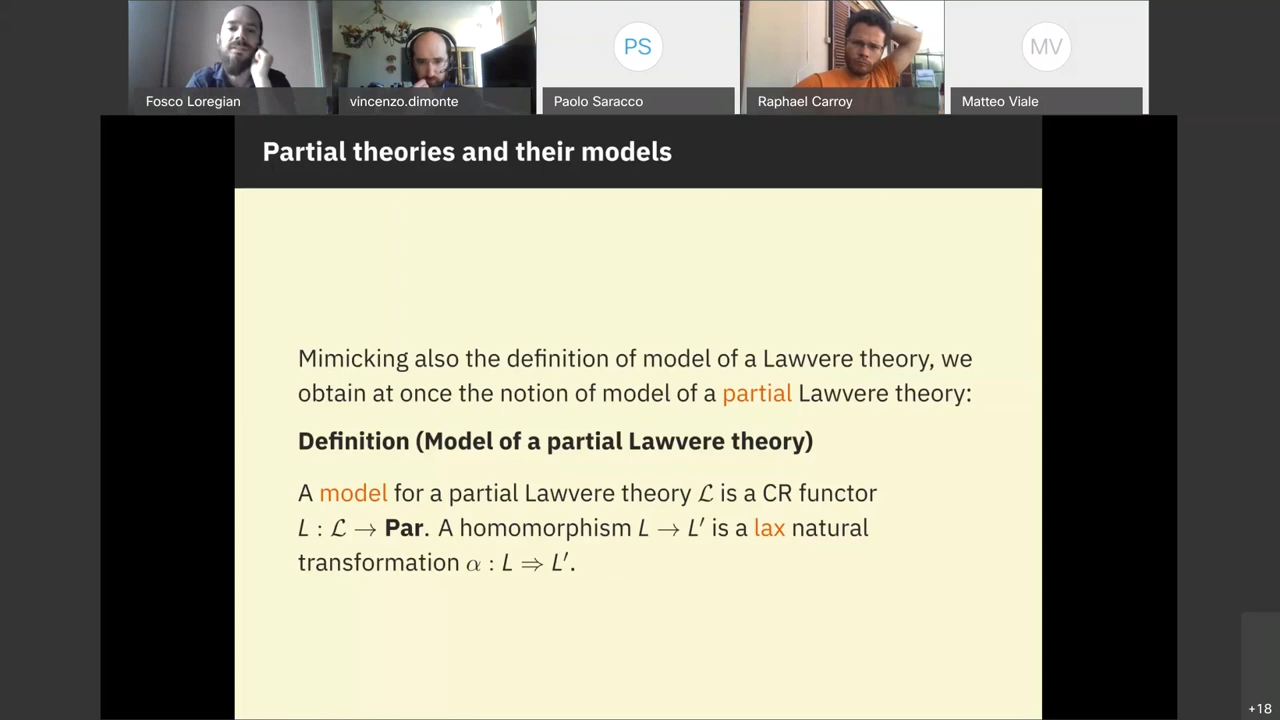 PS
MV
Fosco Loregian
vincenzo.dimonte
Paolo Saracco
Raphael Carroy
Matteo Viale
Partial theories and their models
Mimicking also the definition of model of a Lawvere theory, we
obtain at once the notion of model of a partial Lawvere theory:
Definition (Model of a partial Lawvere theory)
A model for a partial Lawvere theory ℒ is a CR functor
L : ℒ → Par. A homomorphism L → L′ is a lax natural
transformation α : L ⇒ L′.
+18